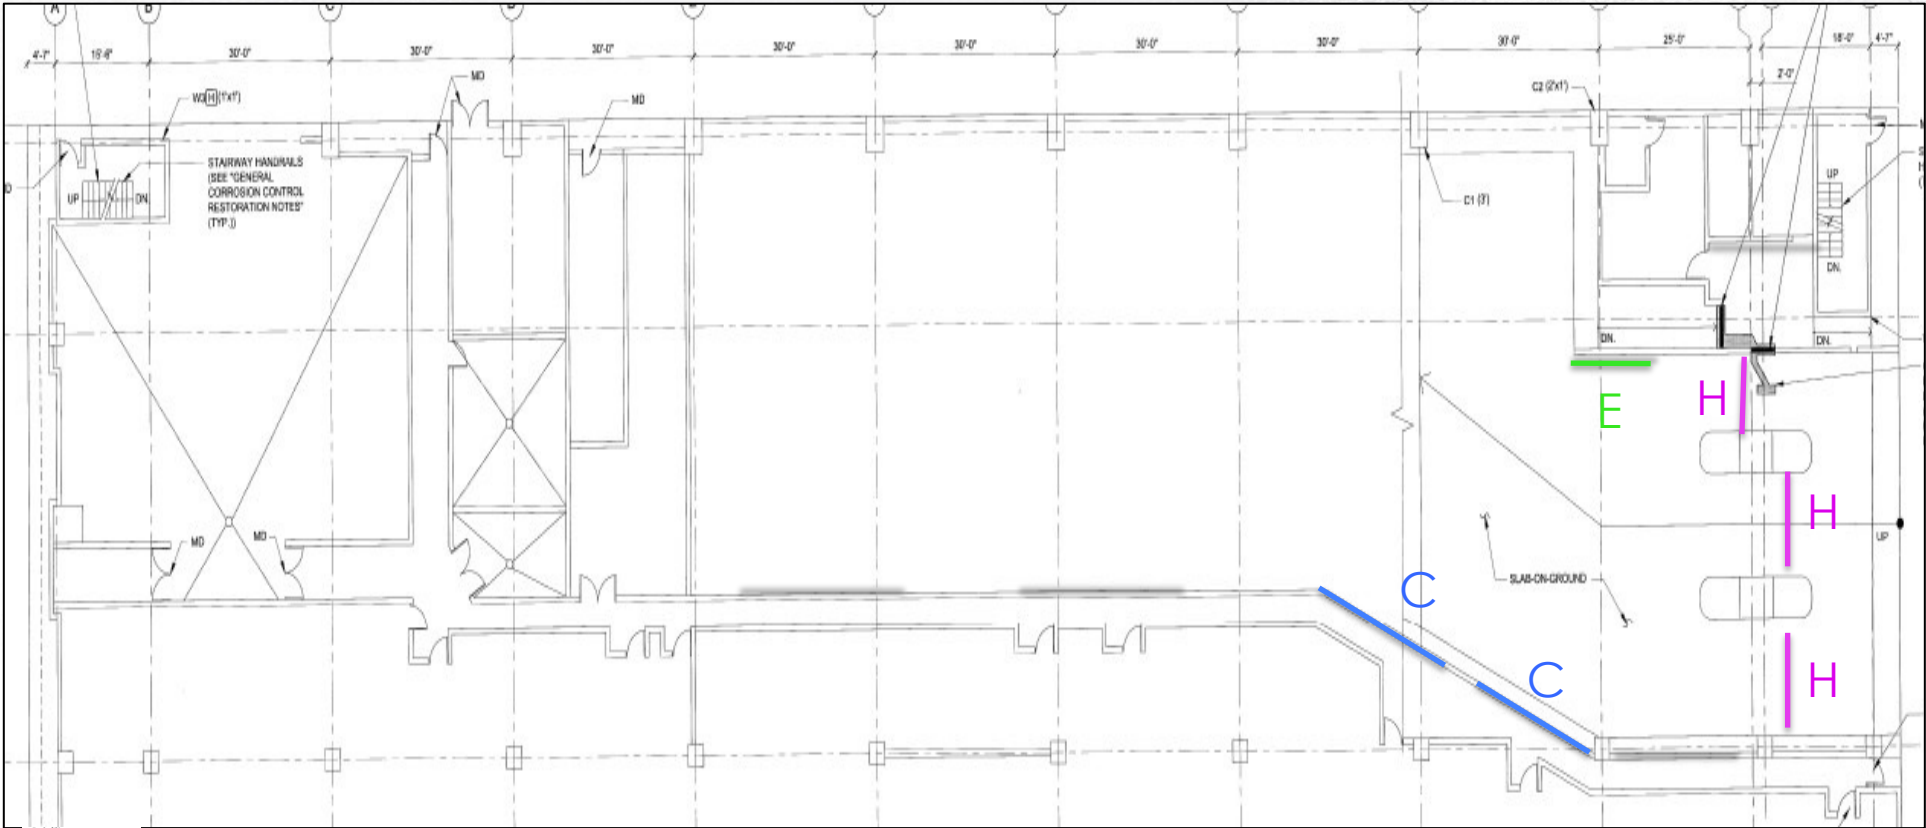 A B C D E
4'-7" 15'-6" 30'-0" 30'-0" 30'-0" 30'-0" 30'-0" 30'-0" 30'-0" 30'-0" 25'-0" 18'-0" 4'-7"
2'-0"
MD
C2 (2'x1')
W3 H (1'x1')
MD
STAIRWAY HANDRAILS
(SEE "GENERAL
CORROSION CONTROL
RESTORATION NOTES"
(TYP.))
UP
DN.
UP
C1 (3')
DN.
DN.
DN.
E
H
H
MD
MD
UP
SLAB-ON-GROUND
C
C
H